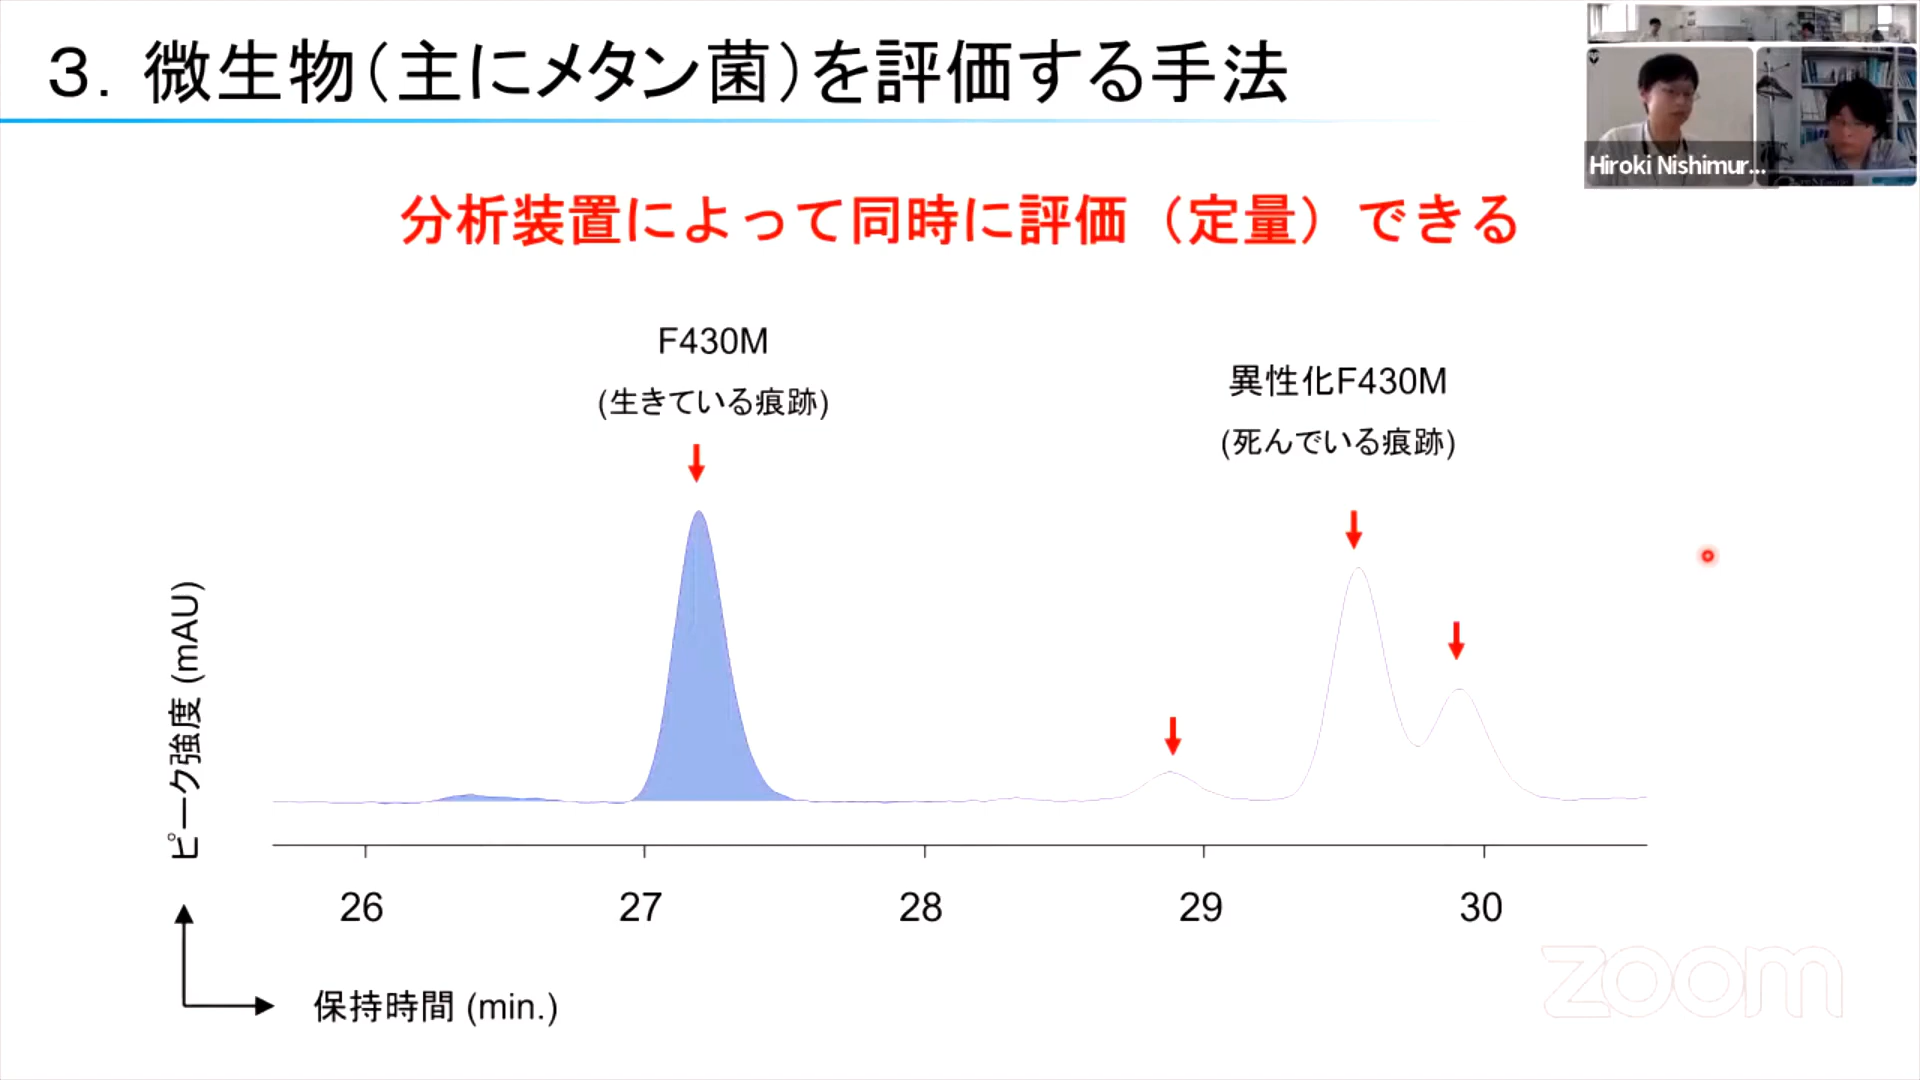 ３．微生物（主にメタン菌）を評価する手法
Hiroki Nishimur...
分析装置によって同時に評価（定量）できる
F430M
(生きている痕跡)
異性化F430M
(死んでいる痕跡)
ピーク強度 (mAU)
26 27 28 29 30
保持時間 (min.)
zoom